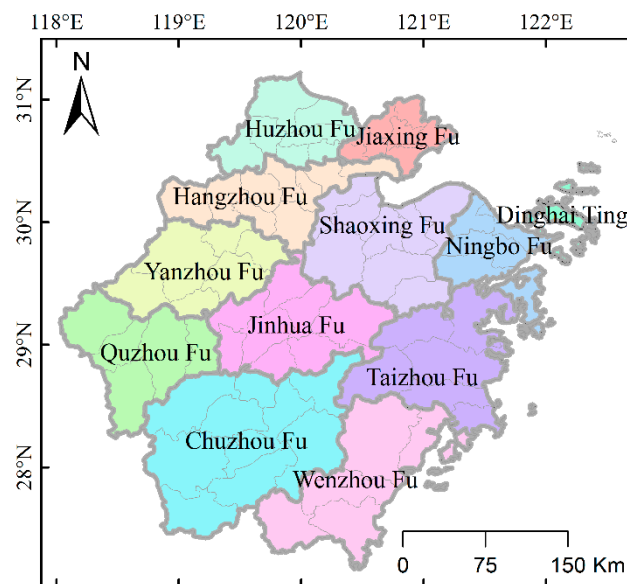 118°E 119°E 120°E 121°E 122°E
N
31°N
30°N
29°N
28°N
Huzhou Fu
Jiaxing Fu
Hangzhou Fu
Shaoxing Fu
Dinghai Ting
Ningbo Fu
Yanzhou Fu
Jinhua Fu
Quzhou Fu
Taizhou Fu
Chuzhou Fu
Wenzhou Fu
0 75 150 Km